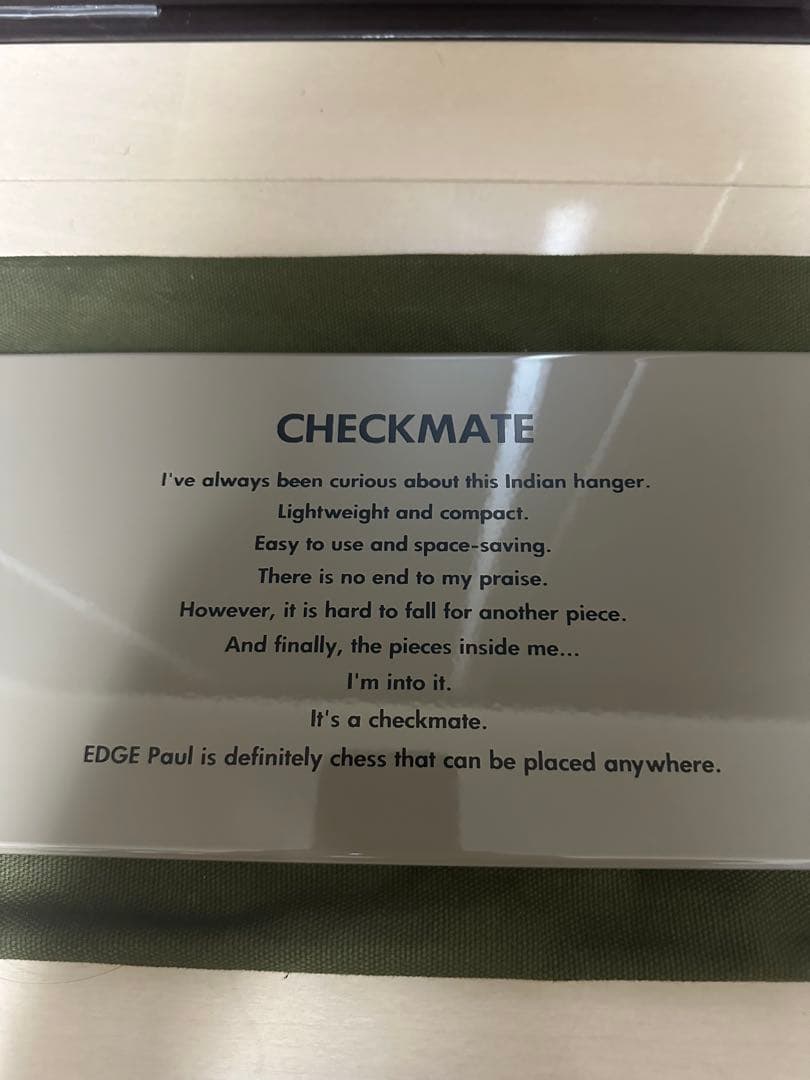 CHECKMATE
I've always been curious about this Indian hanger.
Lightweight and compact.
Easy to use and space-saving.
There is no end to my praise.
However, it is hard to fall for another piece.
And finally, the pieces inside me...
I'm into it.
It's a checkmate.
EDGE Paul is definitely chess that can be placed anywhere.